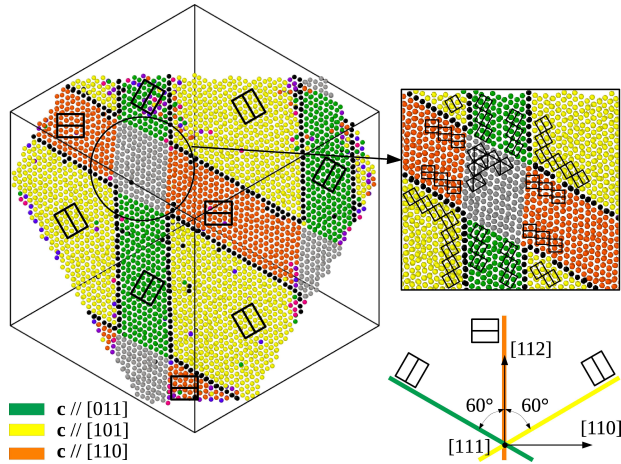 c // [011]
c // [101]
c // [110]
[112]
60° 60°
[111] [110]